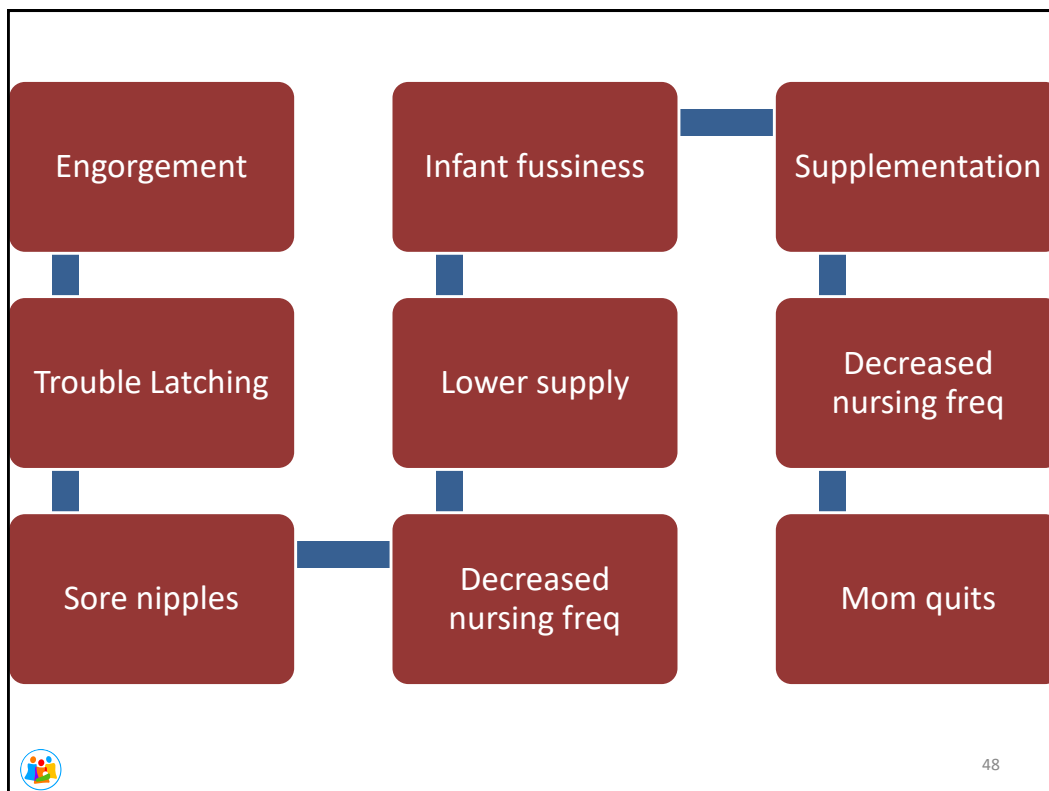 Engorgement
Trouble Latching
Sore nipples
Decreased
nursing freq
Lower supply
Infant fussiness
Supplementation
Decreased
nursing freq
Mom quits
48